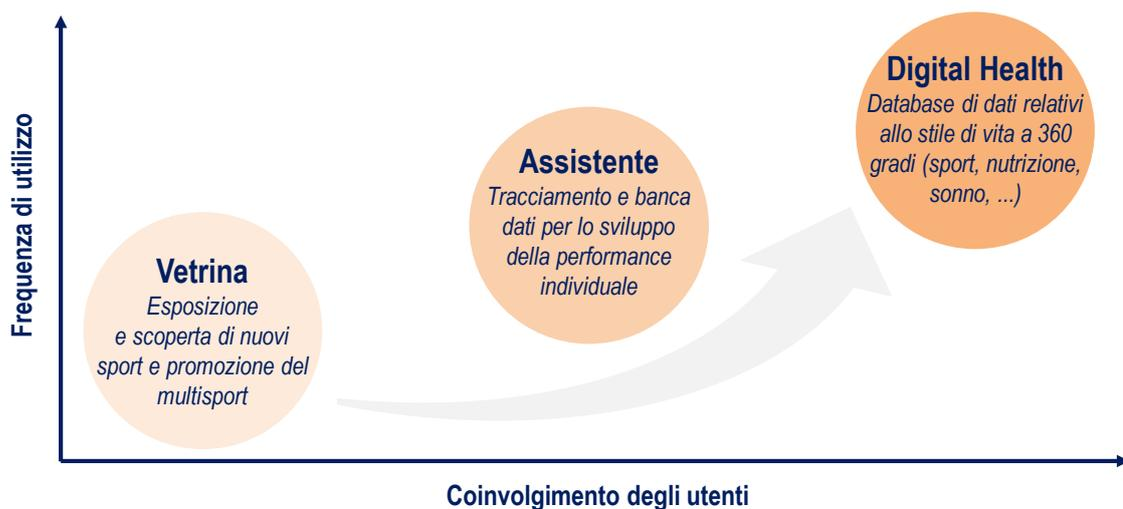 Frequenza di utilizzo
Vetrina
Esposizione
e scoperta di nuovi
sport e promozione del
multisport
Assistente
Tracciamento e banca
dati per lo sviluppo
della performance
individuale
Digital Health
Database di dati relativi
allo stile di vita a 360
gradi (sport, nutrizione,
sonno, ...)
Coinvolgimento degli utenti